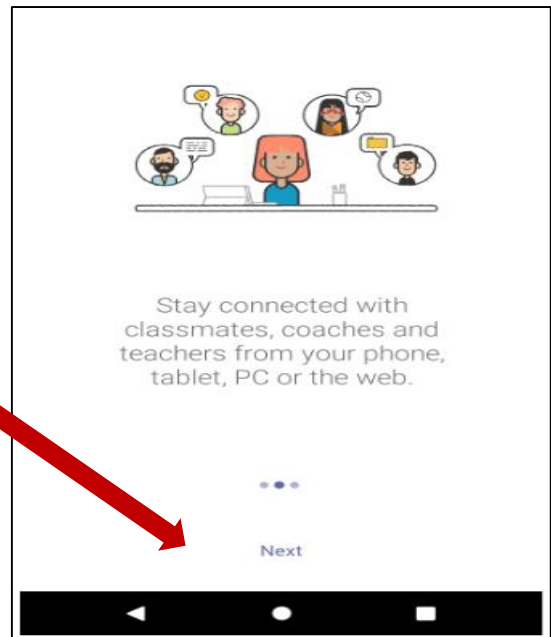 Stay connected with
classmates, coaches and
teachers from your phone,
tablet, PC or the web.
Next